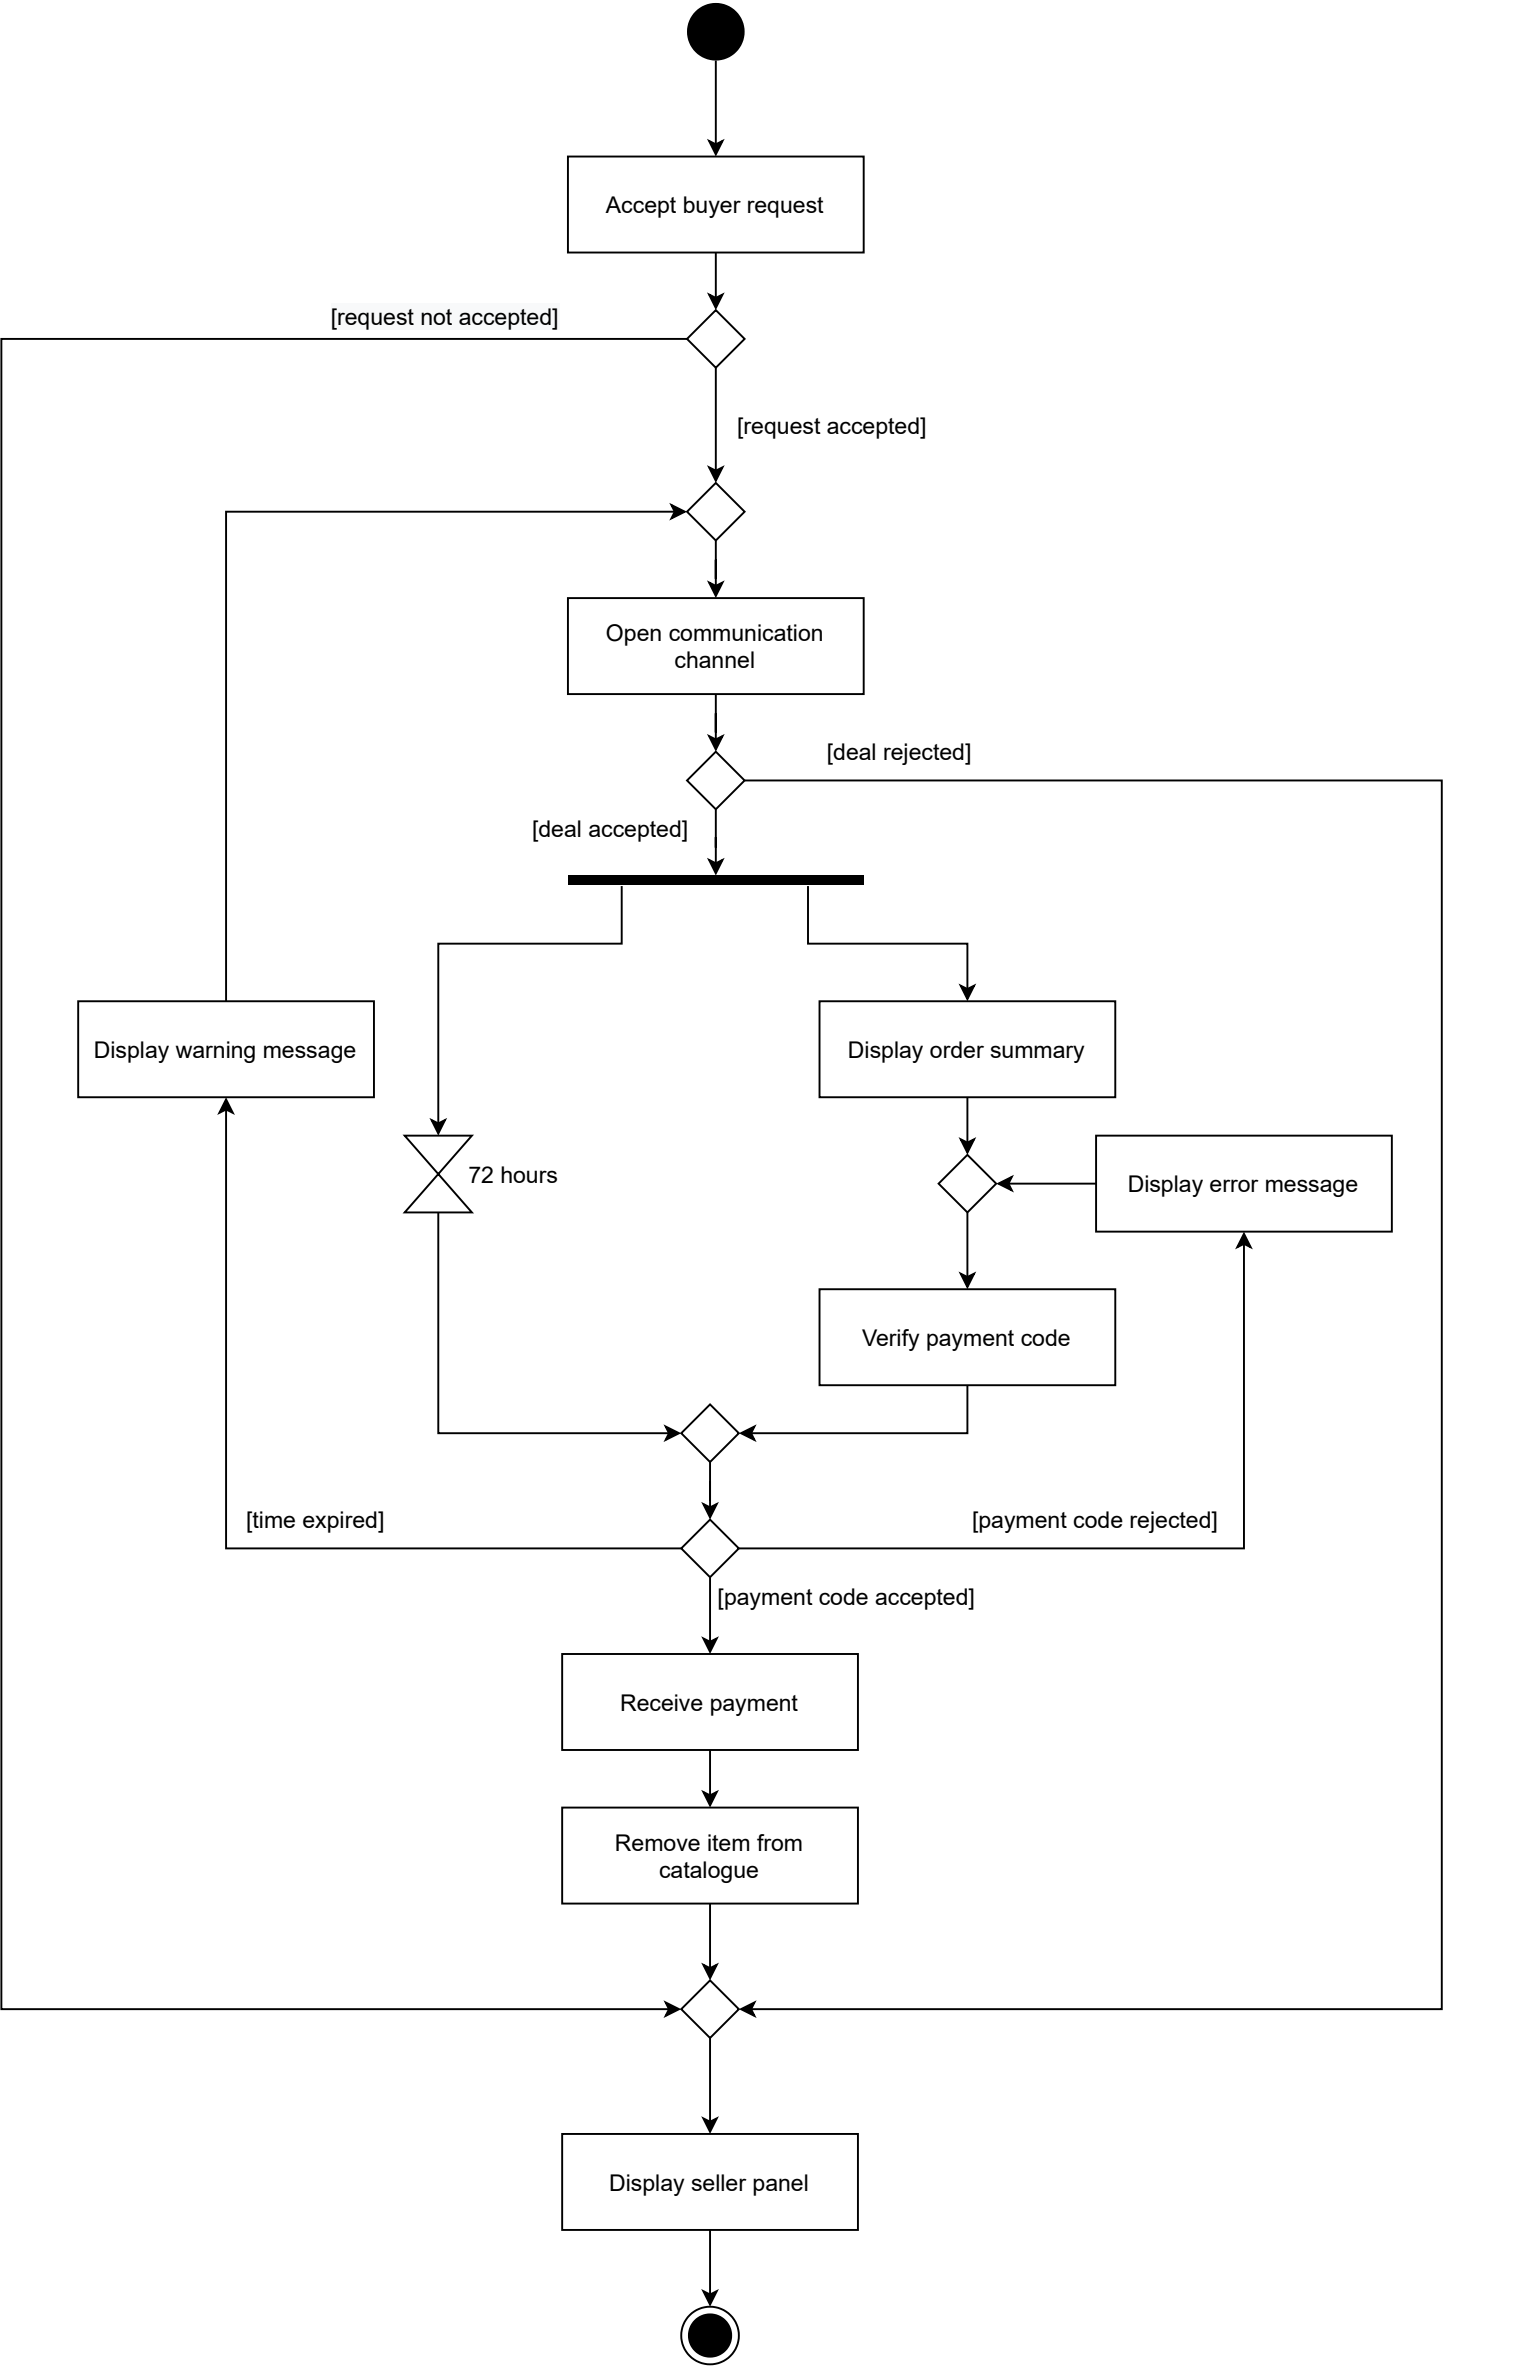 Accept buyer request
[request not accepted]
[request accepted]
Open communication
channel
[deal rejected]
[deal accepted]
Display warning message
Display order summary
72 hours
Display error message
Verify payment code
[time expired]
[payment code rejected]
[payment code accepted]
Receive payment
Remove item from
catalogue
Display seller panel